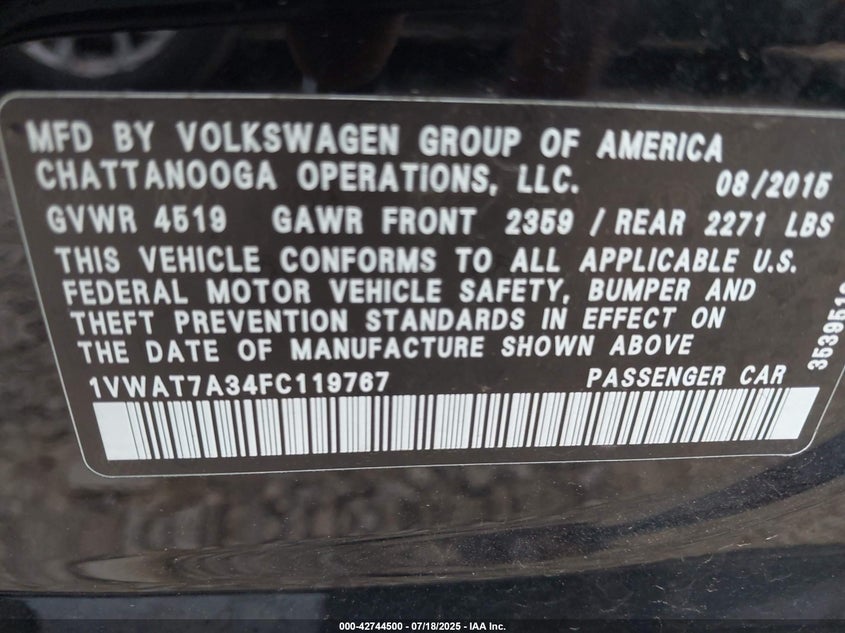 MFD BY VOLKSWAGEN GROUP OF AMERICA
CHATTANOOGA OPERATIONS, LLC. 08/2015
GVWR 4519 GAWR FRONT 2359 / REAR 2271 LBS
THIS VEHICLE CONFORMS TO ALL APPLICABLE U.S.
FEDERAL MOTOR VEHICLE SAFETY, BUMPER AND
THEFT PREVENTION STANDARDS IN EFFECT ON
THE DATE OF MANUFACTURE SHOWN ABOVE
1VWAT7A34FC119767 PASSENGER CAR
000-42744500 - 07/18/2025 - IAA Inc.